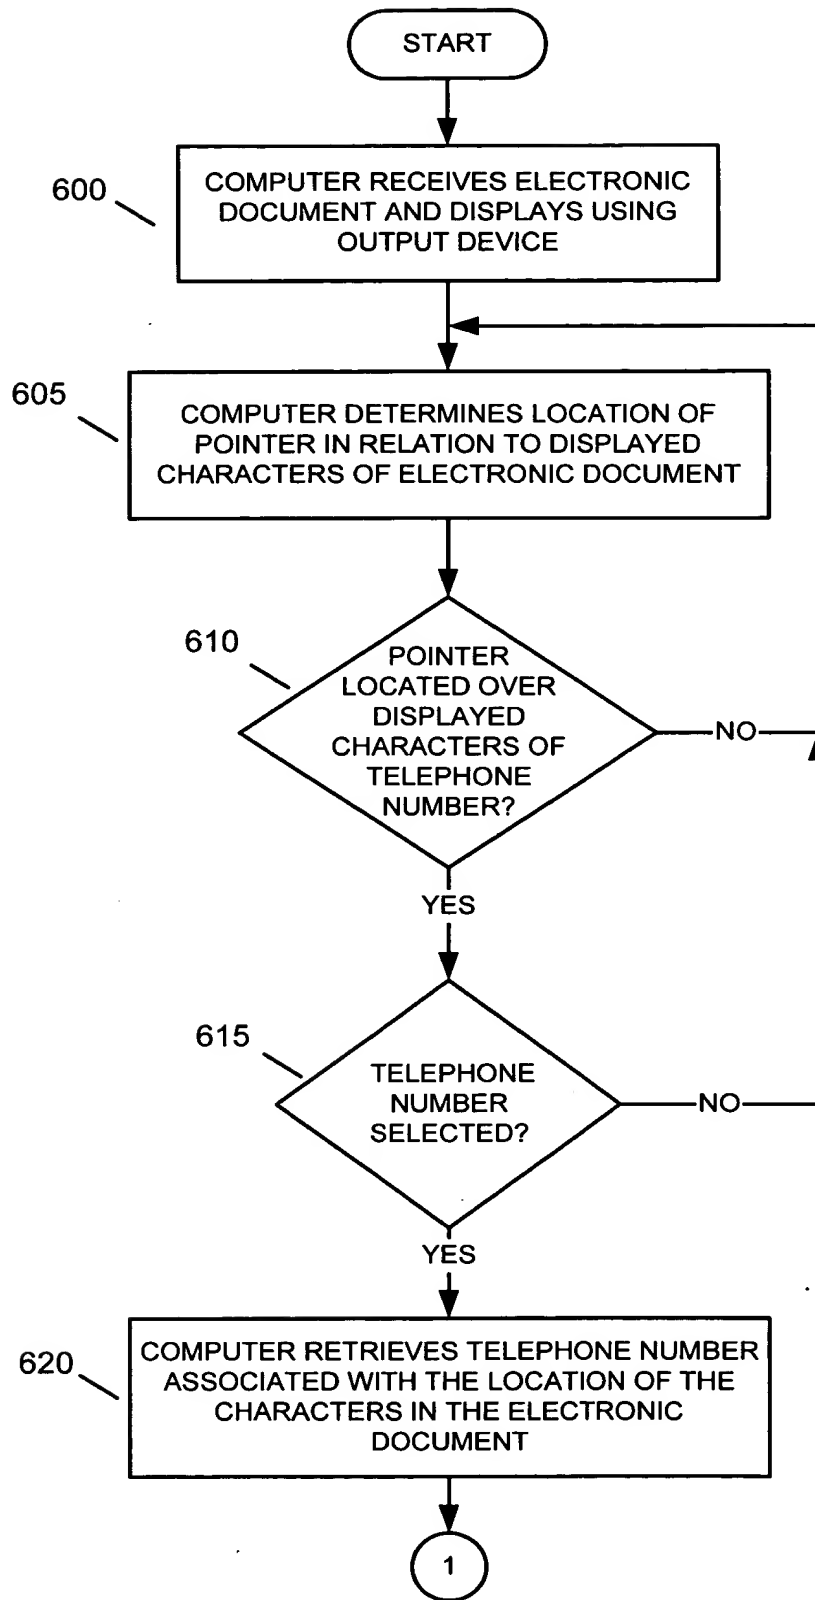 START
600
COMPUTER RECEIVES ELECTRONIC
DOCUMENT AND DISPLAYS USING
OUTPUT DEVICE
605
COMPUTER DETERMINES LOCATION OF
POINTER IN RELATION TO DISPLAYED
CHARACTERS OF ELECTRONIC DOCUMENT
610
POINTER
LOCATED OVER
DISPLAYED
CHARACTERS OF
TELEPHONE
NUMBER?
NO
YES
615
TELEPHONE
NUMBER
SELECTED?
NO
YES
620
COMPUTER RETRIEVES TELEPHONE NUMBER
ASSOCIATED WITH THE LOCATION OF THE
CHARACTERS IN THE ELECTRONIC
DOCUMENT
1